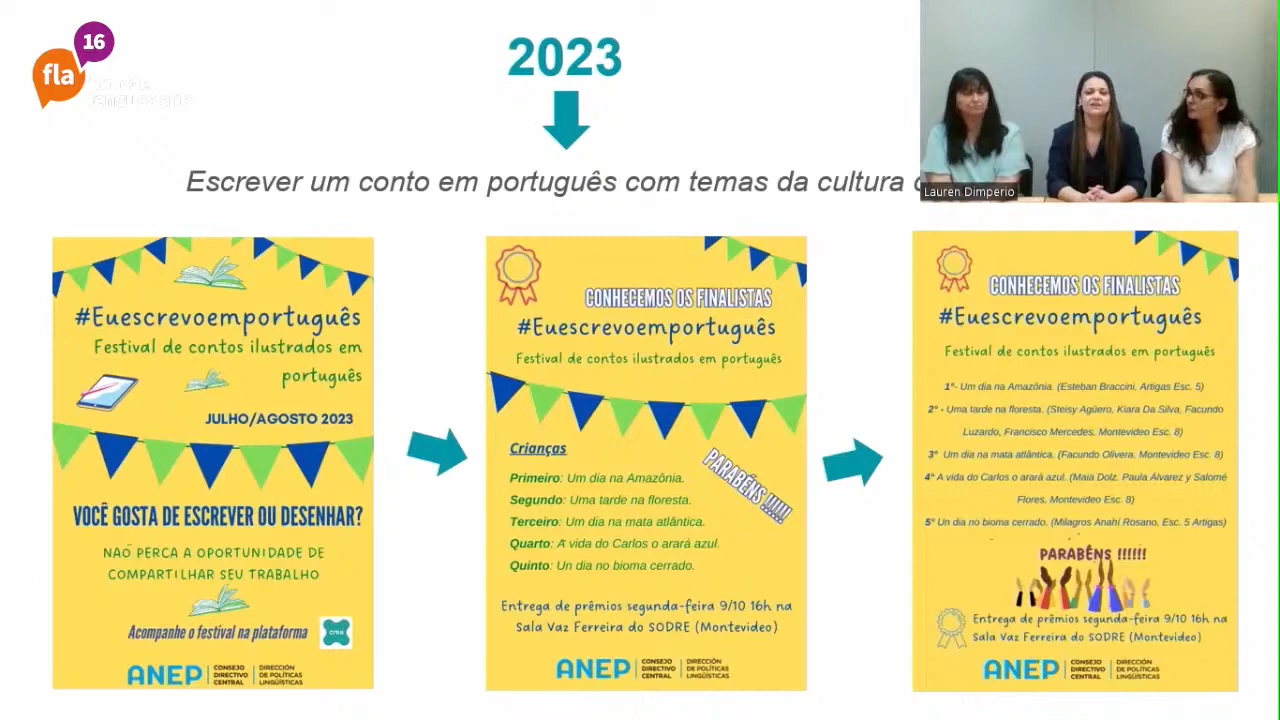 16
fla
2023
Escrever um conto em português com temas da cultura
Lauren Dimperio
#Euescrevoemportuguês
Festival de contos ilustrados em
português
JULHO/AGOSTO 2023
VOCÊ GOSTA DE ESCREVER OU DESENHAR?
NÃO PERCA A OPORTUNIDADE DE
COMPARTILHAR SEU TRABALHO
Acompanhe o festival na plataforma
crea
ANEP
CONSEJO
DIRECTIVO
CENTRAL
DIRECCIÓN
DE POLÍTICAS
LINGÜÍSTICAS
CONHECEMOS OS FINALISTAS
#Euescrevoemportuguês
Festival de contos ilustrados em português
Crianças
PARABÉNS !!!!!!
Primeiro: Um dia na Amazônia.
Segundo: Uma tarde na floresta.
Terceiro: Um dia na mata atlântica.
Quarto: A vida do Carlos o arará azul.
Quinto: Un dia no bioma cerrado.
Entrega de prêmios segunda-feira 9/10 16h na
Sala Vaz Ferreira do SODRE (Montevideo)
ANEP
CONSEJO
DIRECTIVO
CENTRAL
DIRECCIÓN
DE POLÍTICAS
LINGÜÍSTICAS
CONHECEMOS OS FINALISTAS
#Euescrevoemportuguês
Festival de contos ilustrados em português
1°- Um dia na Amazônia. (Esteban Braccini, Artigas Esc. 5)
2° - Uma tarde na floresta. (Steisy Agüero, Kiara Da Silva, Facundo
Luzardo, Francisco Mercedes, Montevideo Esc. 8)
3° Um dia na mata atlântica. (Facundo Olivera, Montevideo Esc. 8)
4° A vida do Carlos o arará azul. (Maia Dolz. Paula Álvarez y Salomé
Flores, Montevideo Esc. 8)
5° Un dia no bioma cerrado. (Milagros Anahí Rosano, Esc. 5 Artigas)
PARABÉNS !!!!!!
Entrega de prêmios segunda-feira 9/10 16h na
Sala Vaz Ferreira do SODRE (Montevideo)
ANEP
CONSEJO
DIRECTIVO
CENTRAL
DIRECCIÓN
DE POLÍTICAS
LINGÜÍSTICAS